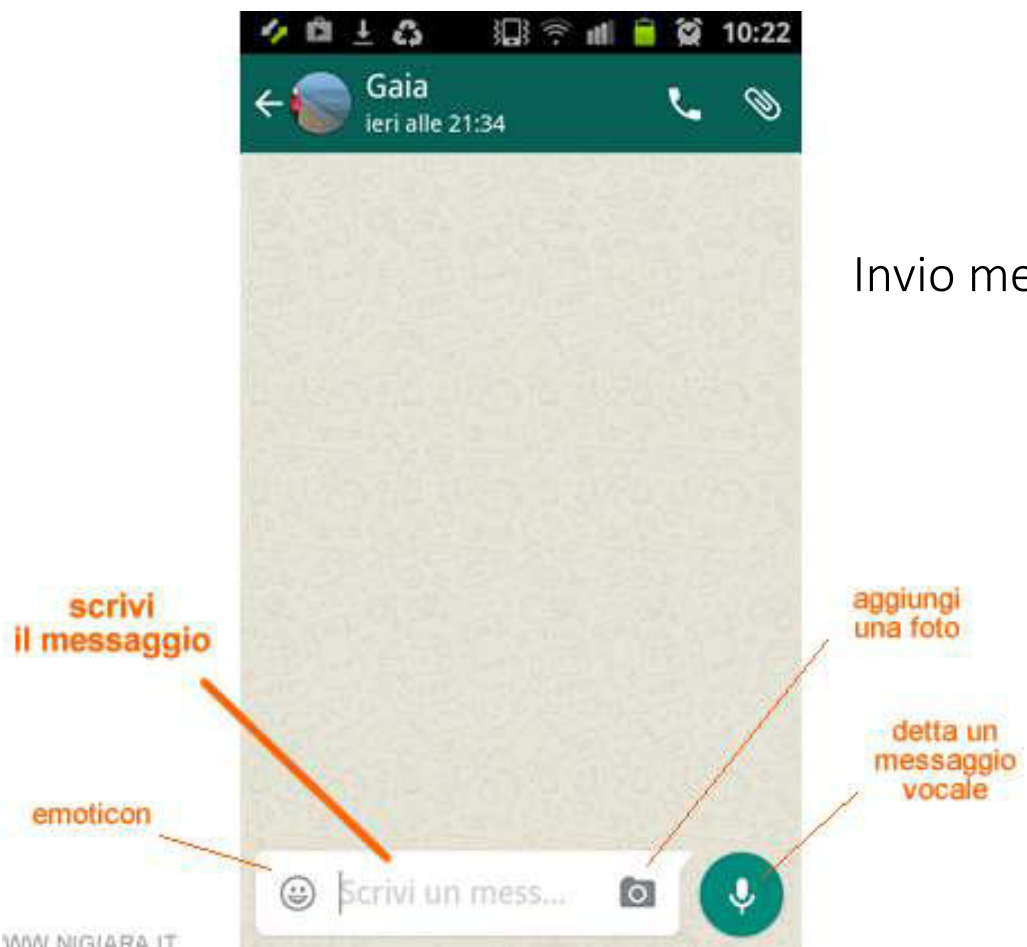 10:22
Gaia
ieri alle 21:34
Invio me
scrivi
il messaggio
aggiungi
una foto
detta un
messaggio
vocale
emoticon
Scrivi un mess...
WWW.NIGIARA.IT